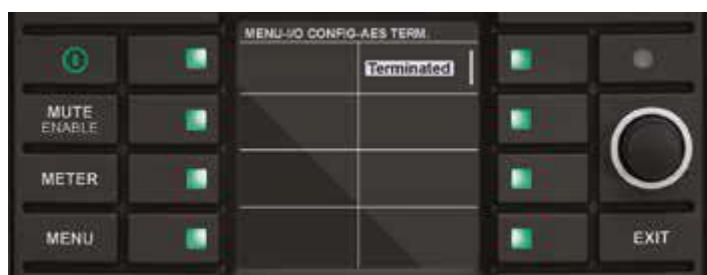 MENU-I/O CONFIG-AES TERM.
Terminated
MUTE
ENABLE
METER
MENU
EXIT